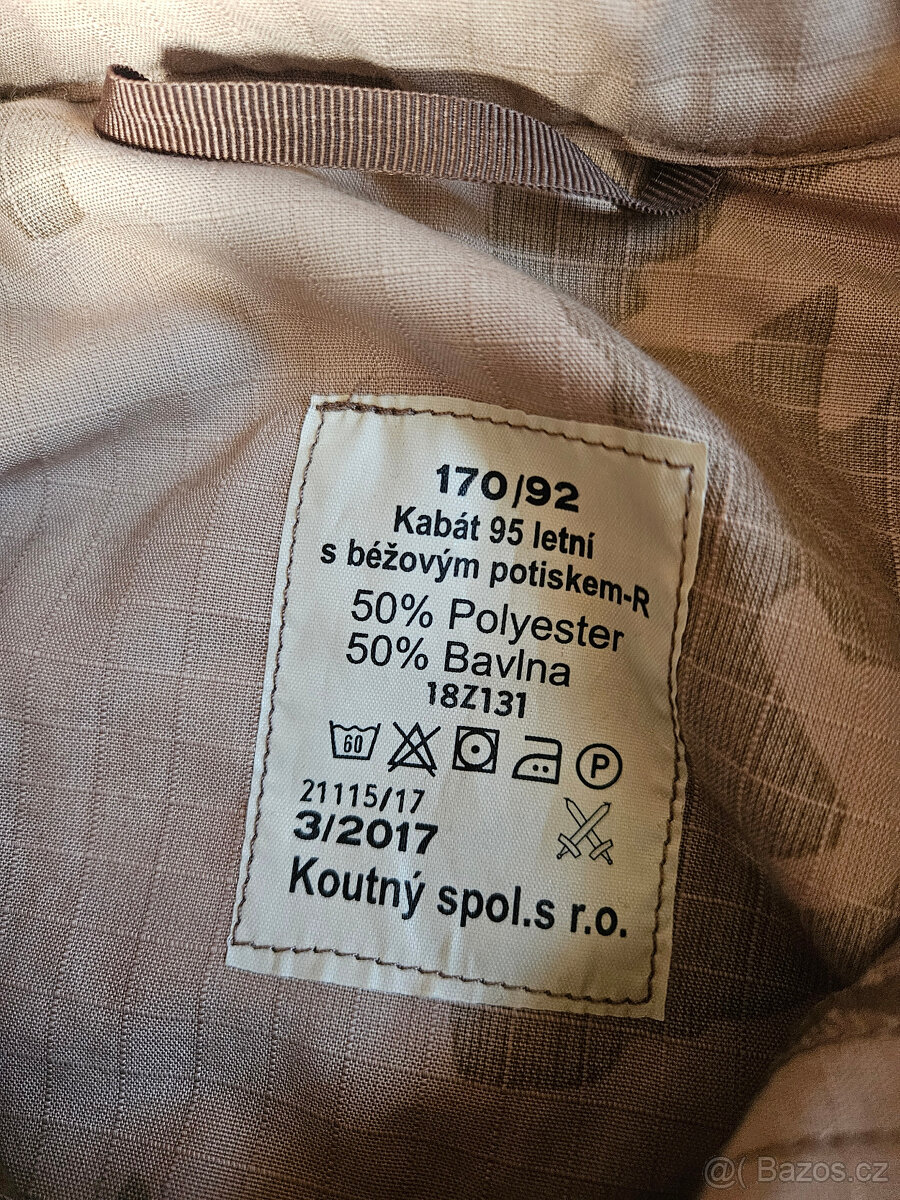 170/92
Kabát 95 letní
s béžovým potiskem-R
50% Polyester
50% Bavlna
18Z131
60
P
21115/17
3/2017
Koutný spol.s r.o.
@( Bazos.cz